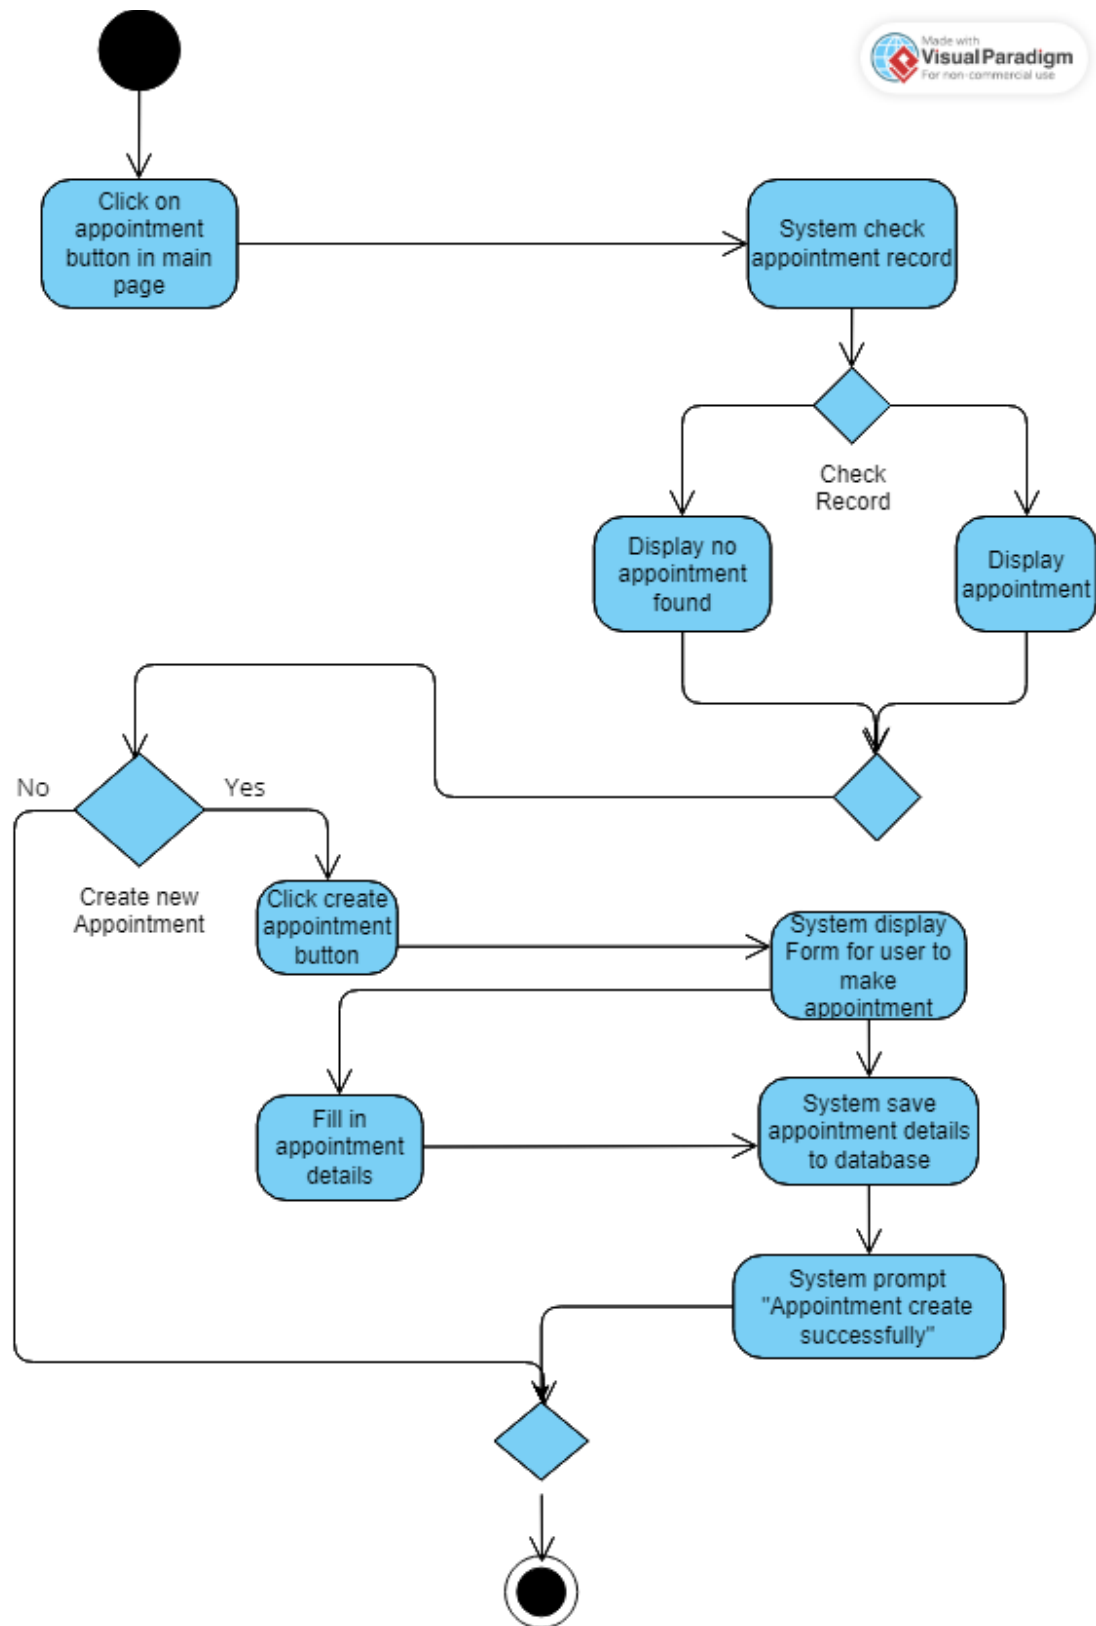 Made with
Visual Paradigm
For non-commercial use
Click on
appointment
button in main
page
System check
appointment record
Check
Record
Display no
appointment
found
Display
appointment
No
Yes
Create new
Appointment
Click create
appointment
button
System display
Form for user to
make
appointment
Fill in
appointment
details
System save
appointment details
to database
System prompt
"Appointment create
successfully"